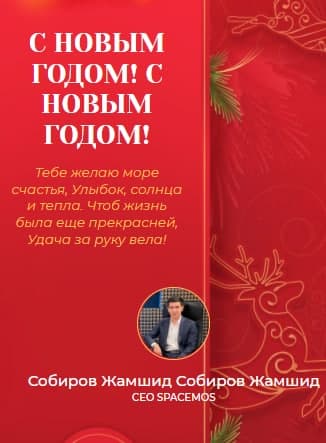 С НОВЫМ
ГОДОМ! С
НОВЫМ
ГОДОМ!
Тебе желаю море
счастья, Улыбок, солнца
и тепла. Чтоб жизнь
была еще прекрасней,
Удача за руку вела!
Собиров Жамшид Собиров Жамшид
CEO SPACEMOS